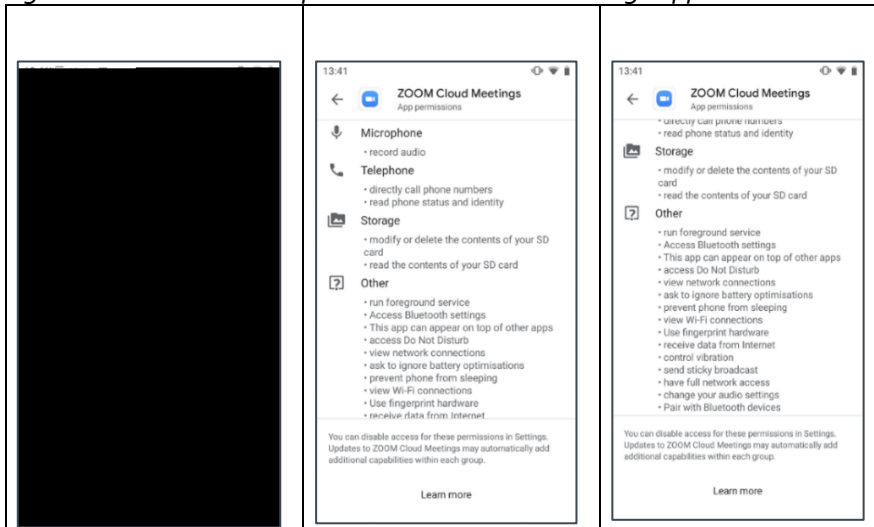 13:41
ZOOM Cloud Meetings
App permissions
Microphone
• record audio
Telephone
• directly call phone numbers
• read phone status and identity
Storage
• modify or delete the contents of your SD
card
• read the contents of your SD card
Other
• run foreground service
• Access Bluetooth settings
• This app can appear on top of other apps
• access Do Not Disturb
• view network connections
• ask to ignore battery optimisations
• prevent phone from sleeping
• view Wi-Fi connections
• Use fingerprint hardware
• receive data from Internet
You can disable access for these permissions in Settings.
Updates to ZOOM Cloud Meetings may automatically add
additional capabilities within each group.
Learn more
13:41
ZOOM Cloud Meetings
App permissions
• directly call phone numbers
• read phone status and identity
Storage
• modify or delete the contents of your SD
card
• read the contents of your SD card
Other
• run foreground service
• Access Bluetooth settings
• This app can appear on top of other apps
• access Do Not Disturb
• view network connections
• ask to ignore battery optimisations
• prevent phone from sleeping
• view Wi-Fi connections
• Use fingerprint hardware
• receive data from Internet
• control vibration
• send sticky broadcast
• have full network access
• change your audio settings
• Pair with Bluetooth devices
You can disable access for these permissions in Settings.
Updates to ZOOM Cloud Meetings may automatically add
additional capabilities within each group.
Learn more